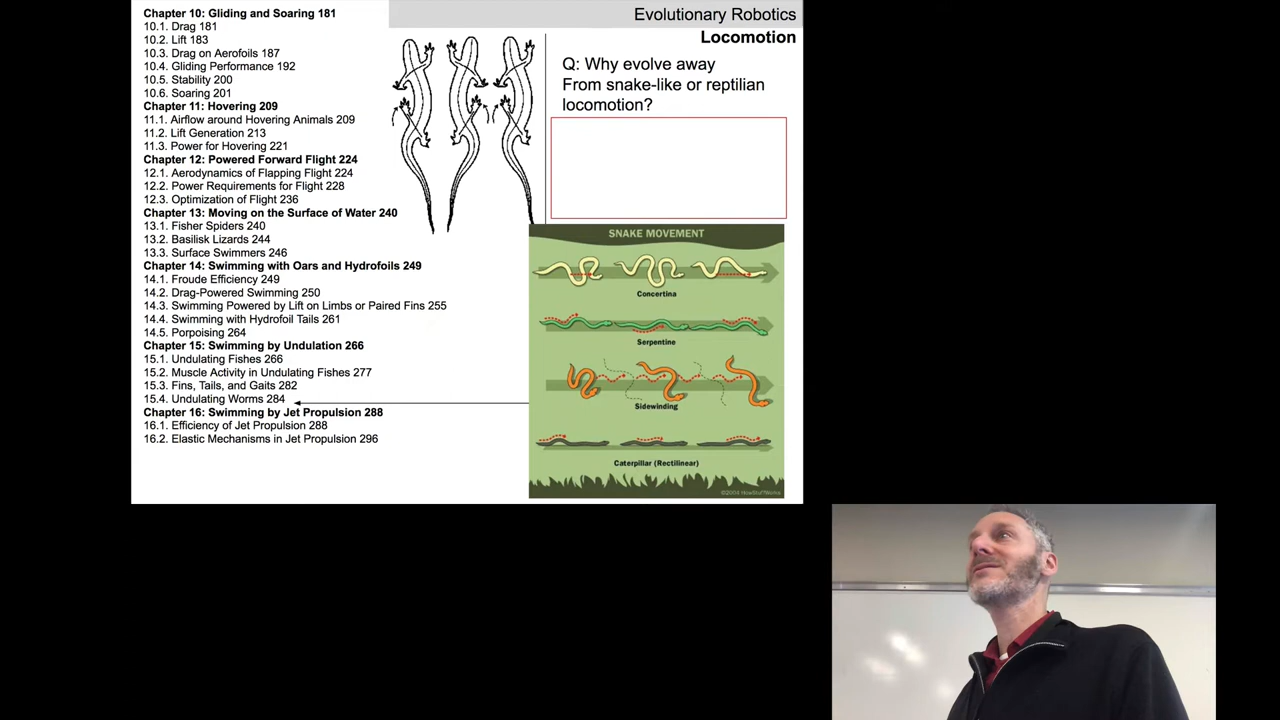 Chapter 10: Gliding and Soaring 181
10.1. Drag 181
10.2. Lift 183
10.3. Drag on Aerofoils 187
10.4. Gliding Performance 192
10.5. Stability 200
10.6. Soaring 201
Chapter 11: Hovering 209
11.1. Airflow around Hovering Animals 209
11.2. Lift Generation 213
11.3. Power for Hovering 221
Chapter 12: Powered Forward Flight 224
12.1. Aerodynamics of Flapping Flight 224
12.2. Power Requirements for Flight 228
12.3. Optimization of Flight 236
Chapter 13: Moving on the Surface of Water 240
13.1. Fisher Spiders 240
13.2. Basilisk Lizards 244
13.3. Surface Swimmers 246
Chapter 14: Swimming with Oars and Hydrofoils 249
14.1. Froude Efficiency 249
14.2. Drag-Powered Swimming 250
14.3. Swimming Powered by Lift on Limbs or Paired Fins 255
14.4. Swimming with Hydrofoil Tails 261
14.5. Porpoising 264
Chapter 15: Swimming by Undulation 266
15.1. Undulating Fishes 266
15.2. Muscle Activity in Undulating Fishes 277
15.3. Fins, Tails, and Gaits 282
15.4. Undulating Worms 284
Chapter 16: Swimming by Jet Propulsion 288
16.1. Efficiency of Jet Propulsion 288
16.2. Elastic Mechanisms in Jet Propulsion 296
Evolutionary Robotics
Locomotion
Q: Why evolve away
From snake-like or reptilian
locomotion?
SNAKE MOVEMENT
Concertina
Serpentine
Sidewinding
Caterpillar (Rectilinear)
©2004 HowStuffWorks